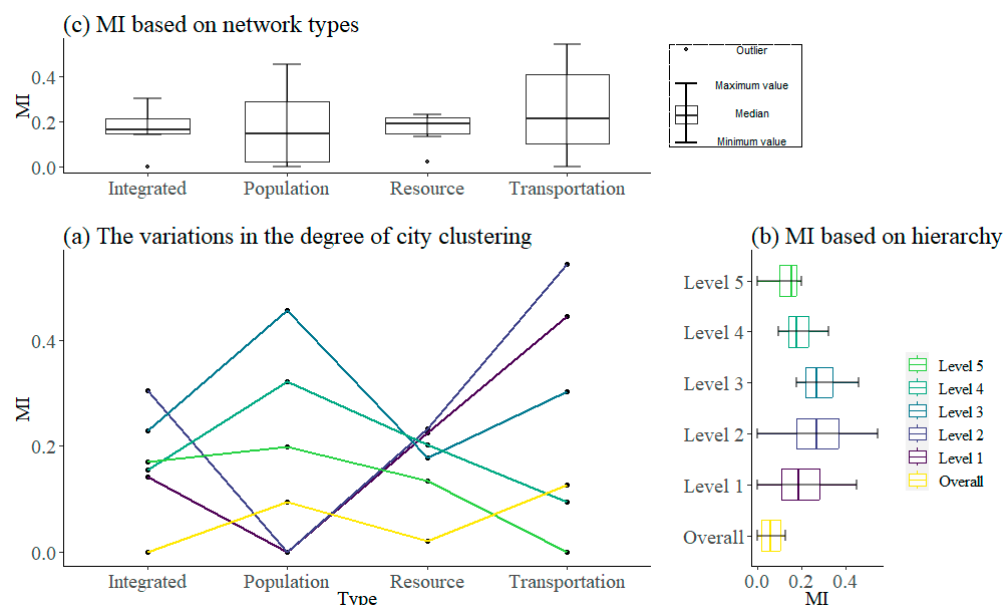 (c) MI based on network types
MI
0.4
0.2
0.0
Integrated Population Resource Transportation
Outlier
Maximum value
Median
Minimum value
(a) The variations in the degree of city clustering
MI
0.4
0.2
0.0
Integrated Population Resource Transportation
Type
(b) MI based on hierarchy
Level 5
Level 4
Level 3
Level 2
Level 1
Overall
0.0 0.2 0.4
MI
Level 5
Level 4
Level 3
Level 2
Level 1
Overall